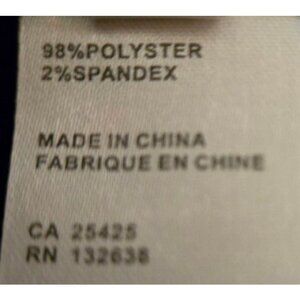 98%POLYSTER
2%SPANDEX
MADE IN CHINA
FABRIQUE EN CHINE
CA 25425
RN 132638